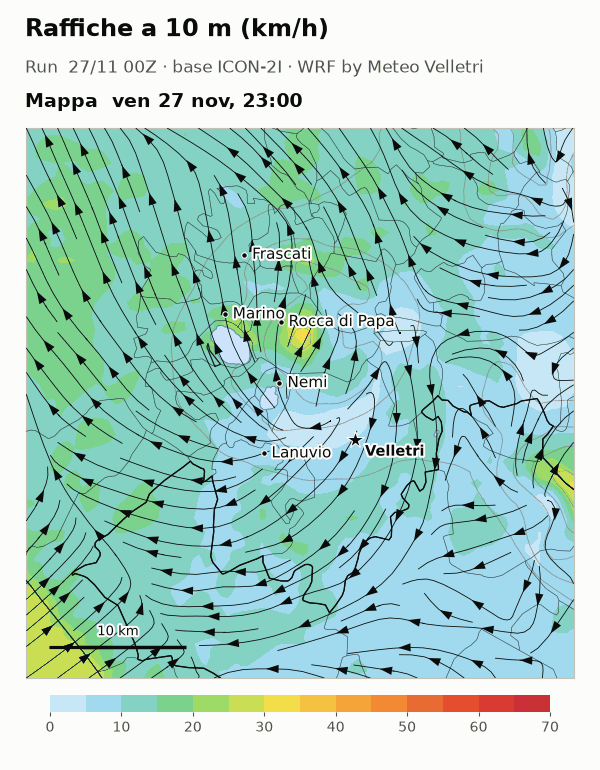 Raffiche a 10 m (km/h)
Run  27/11 00Z · base ICON-2I · WRF by Meteo Velletri
Mappa  ven 27 nov, 23:00
Frascati
Marino
Rocca di Papa
Nemi
Velletri
Lanuvio
10 km
0 10 20 30 40 50 60 70